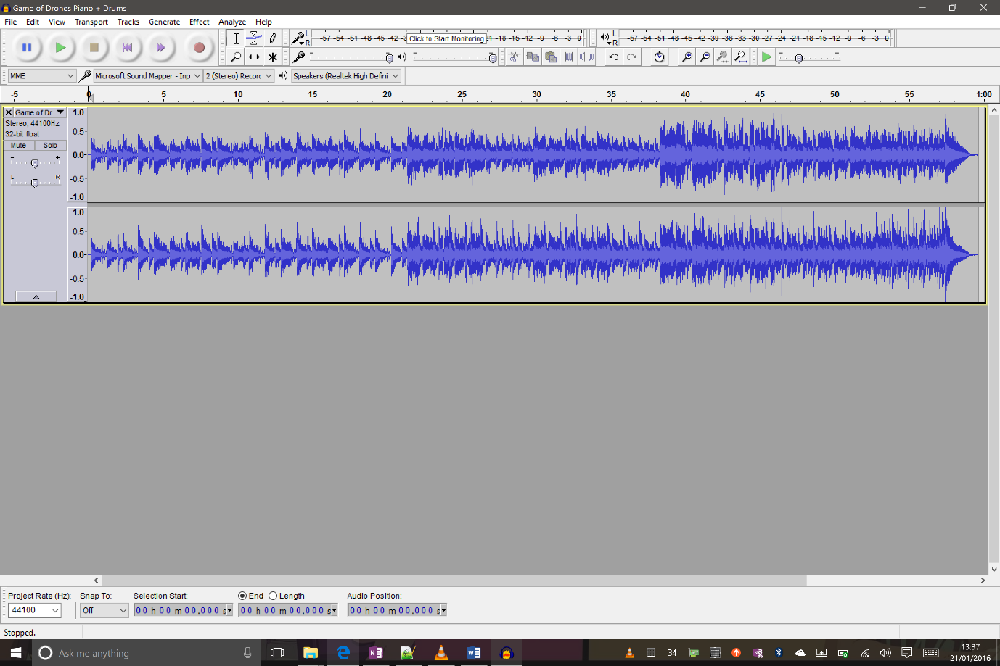 Game of Drones Piano + Drums
File Edit View Transport Tracks Generate Effect Analyze Help
L -57 -54 -51 -48 -45 -42 -3 Click to Start Monitoring 21 -18 -15 -12 -9 -6 -3 0
R
L -57 -54 -51 -48 -45 -42 -39 -36 -33 -30 -27 -24 -21 -18 -15 -12 -9 -6 -3 0
R
MME Microsoft Sound Mapper - Inp 2 (Stereo) Recorc Speakers (Realtek High Defini
-5 0 5 10 15 20 25 30 35 40 45 50 55 1:00
Game of Dr
Stereo, 44100Hz
32-bit float
Mute Solo
- +
L R
1.0
0.5
0.0
-0.5
-1.0
1.0
0.5
0.0
-0.5
-1.0
Project Rate (Hz): Snap To: Selection Start: End Length Audio Position:
44100 Off 00 h 00 m 00.000 s 00 h 00 m 00.000 s 00 h 00 m 00.000 s
Stopped.
Ask me anything
34
13:37
21/01/2016